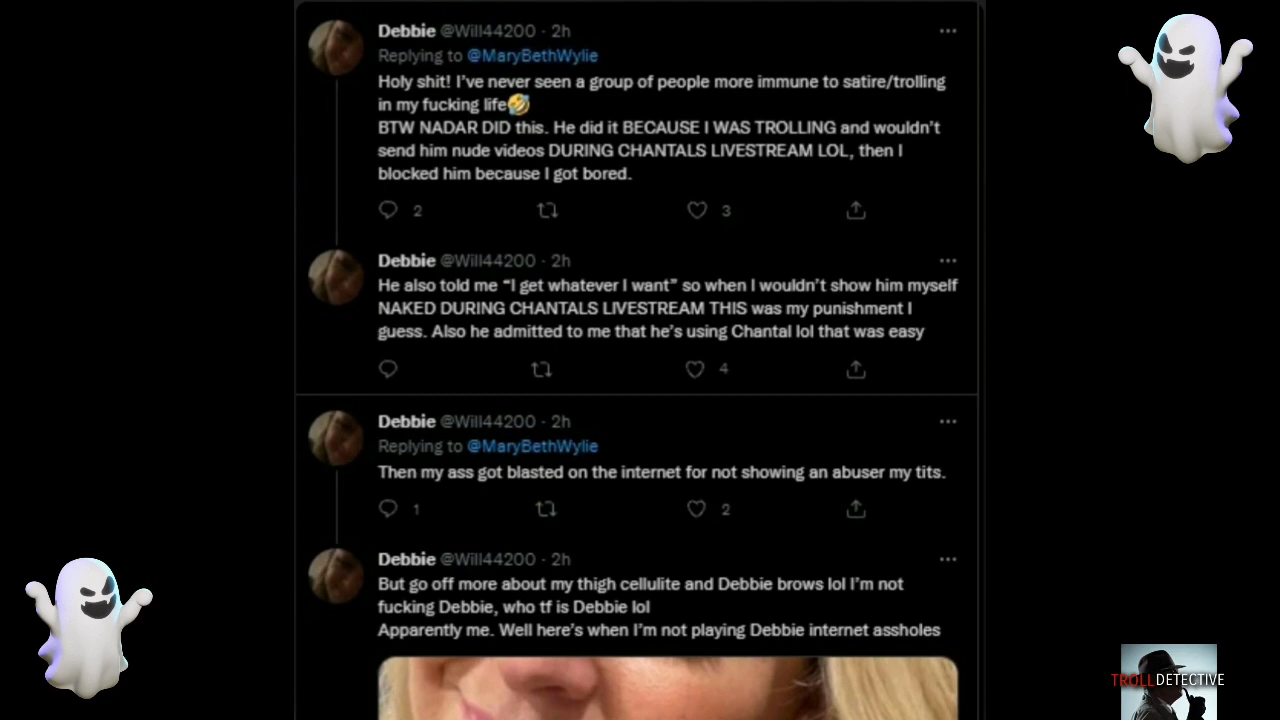 Debbie @Will44200 · 2h
Replying to @MaryBethWylie
Holy shit! I've never seen a group of people more immune to satire/trolling
in my fucking life🤣
BTW NADAR DID this. He did it BECAUSE I WAS TROLLING and wouldn't
send him nude videos DURING CHANTALS LIVESTREAM LOL, then I
blocked him because I got bored.
2 3
Debbie @Will44200 · 2h
He also told me “I get whatever I want” so when I wouldn't show him myself
NAKED DURING CHANTALS LIVESTREAM THIS was my punishment I
guess. Also he admitted to me that he's using Chantal lol that was easy
4
Debbie @Will44200 · 2h
Replying to @MaryBethWylie
Then my ass got blasted on the internet for not showing an abuser my tits.
1 2
Debbie @Will44200 · 2h
But go off more about my thigh cellulite and Debbie brows lol I'm not
fucking Debbie, who tf is Debbie lol
Apparently me. Well here's when I'm not playing Debbie internet assholes
TROLLDETECTIVE